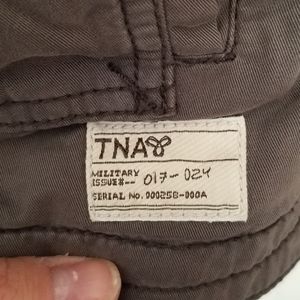 TNA
MILITARY
ISSUE#-- 017-024
SERIAL No. 000258-000A